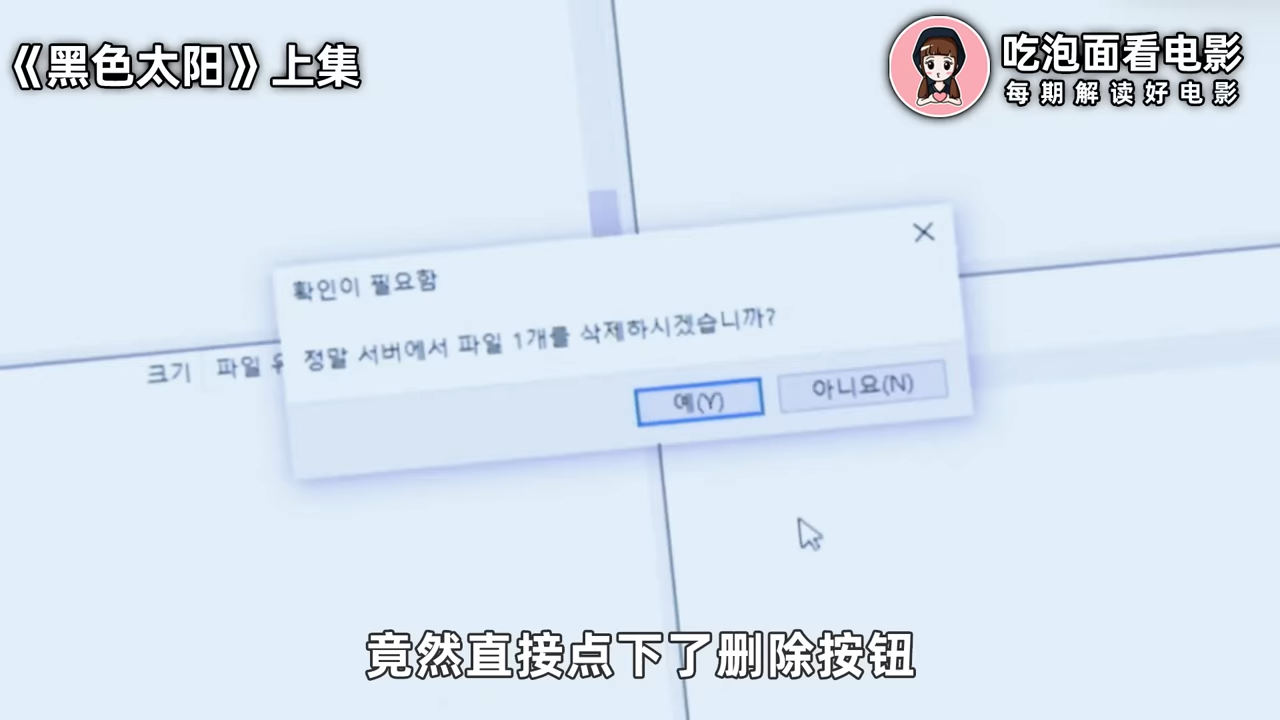 《黑色太阳》上集
吃泡面看电影
每期解读好电影
확인이 필요함
정말 서버에서 파일 1개를 삭제하시겠습니까?
크기 파일
예(Y) 아니요(N)
竟然直接点下了删除按钮